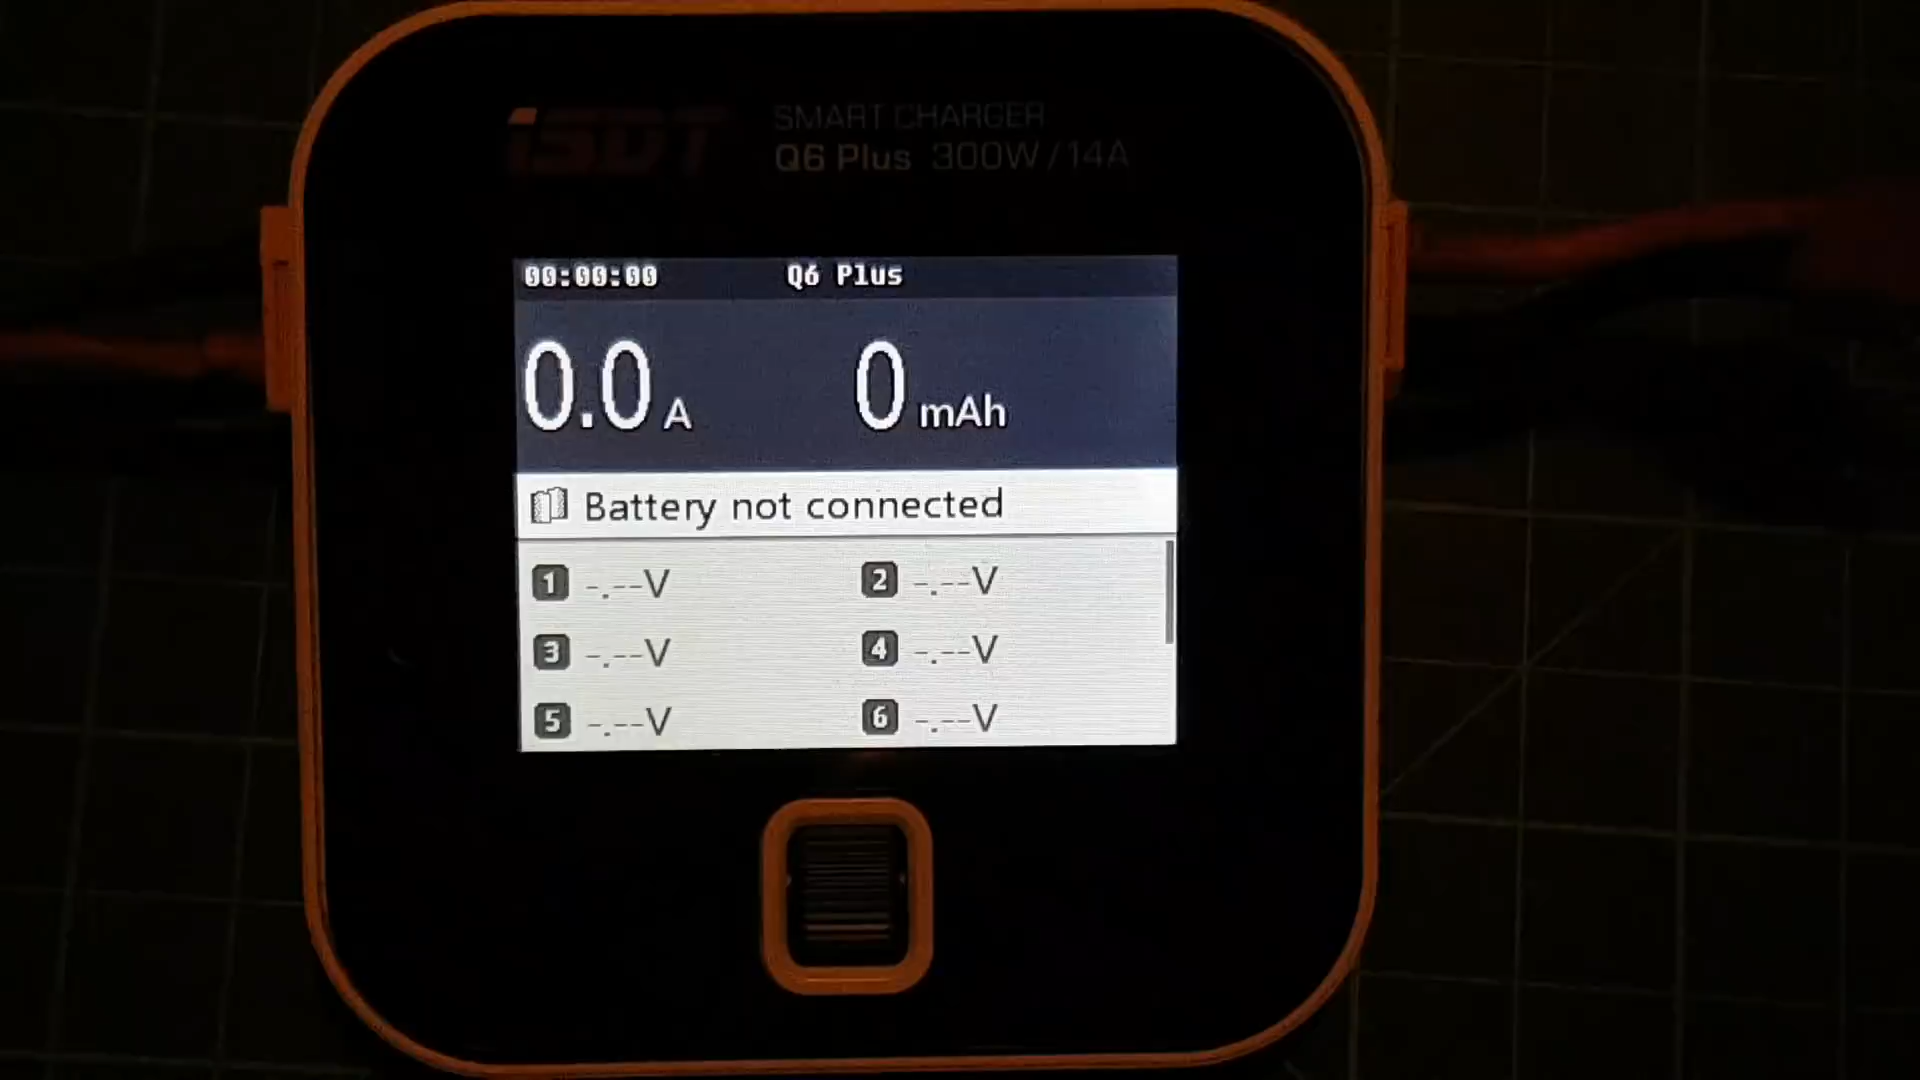 iSDT
SMART CHARGER
Q6 Plus 300W/14A
00:00:00 Q6 Plus
0.0 A 0 mAh
Battery not connected
1 -.--V 2 -.--V
3 -.--V 4 -.--V
5 -.--V 6 -.--V